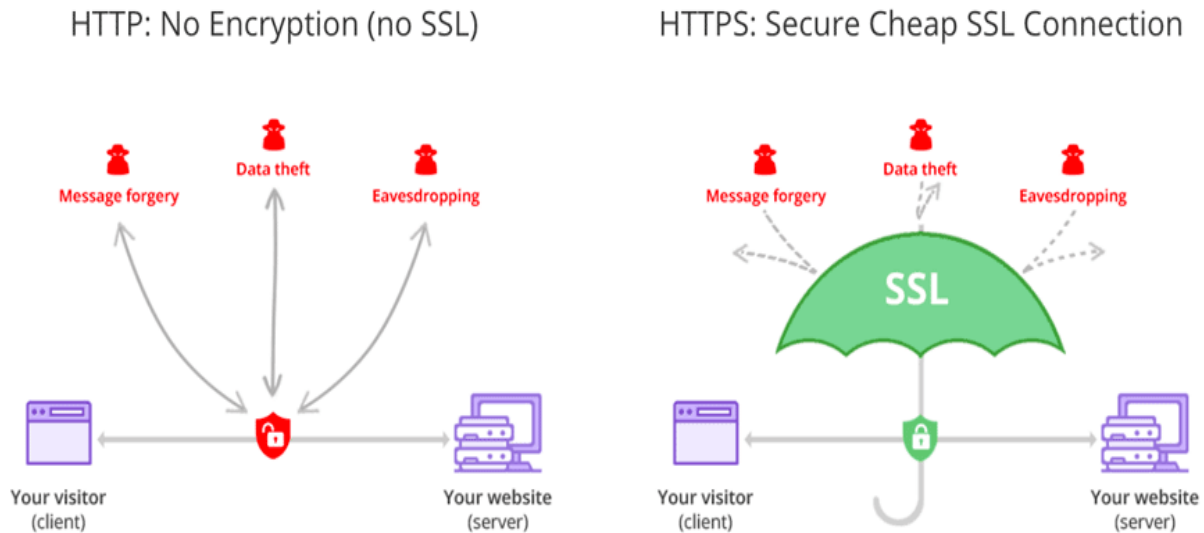 HTTP: No Encryption (no SSL)
Data theft
Message forgery
Eavesdropping
Your visitor
(client)
Your website
(server)
HTTPS: Secure Cheap SSL Connection
Data theft
Message forgery
Eavesdropping
SSL
Your visitor
(client)
Your website
(server)